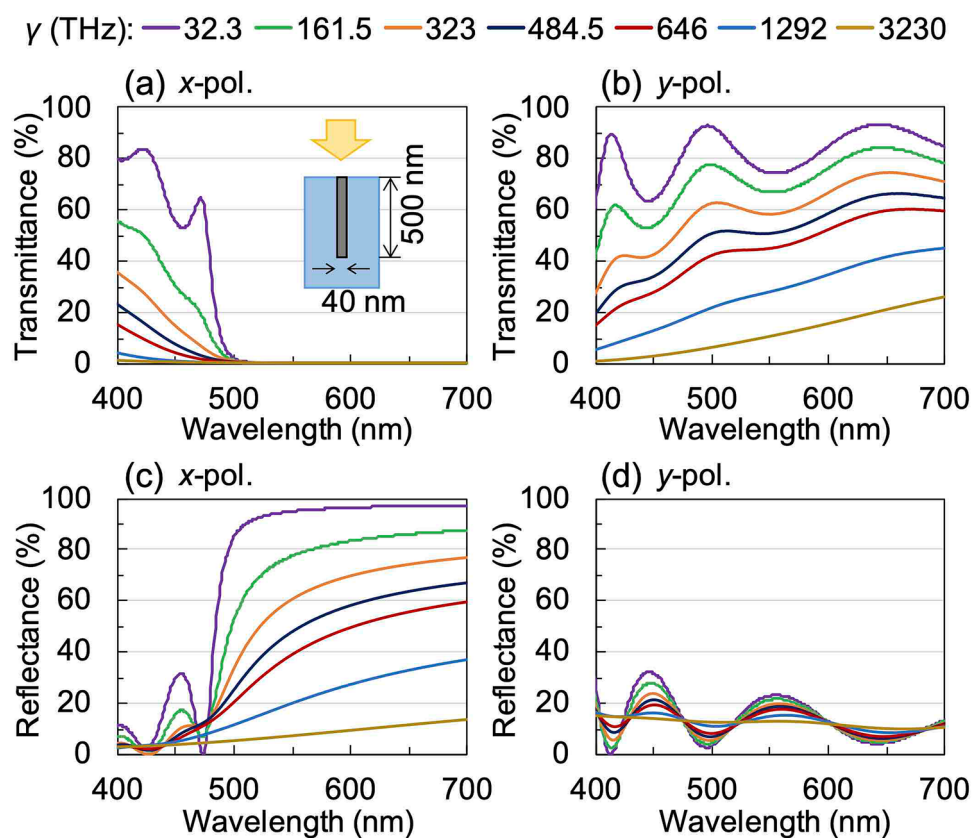 γ (THz): 32.3 161.5 323 484.5 646 1292 3230
(a) x-pol. (b) y-pol.
Transmittance (%)
100
80
60
40
20
0
500 nm
40 nm
400 500 600 700
Wavelength (nm)
Transmittance (%)
100
80
60
40
20
0
400 500 600 700
Wavelength (nm)
(c) x-pol. (d) y-pol.
Reflectance (%)
100
80
60
40
20
0
400 500 600 700
Wavelength (nm)
Reflectance (%)
100
80
60
40
20
0
400 500 600 700
Wavelength (nm)